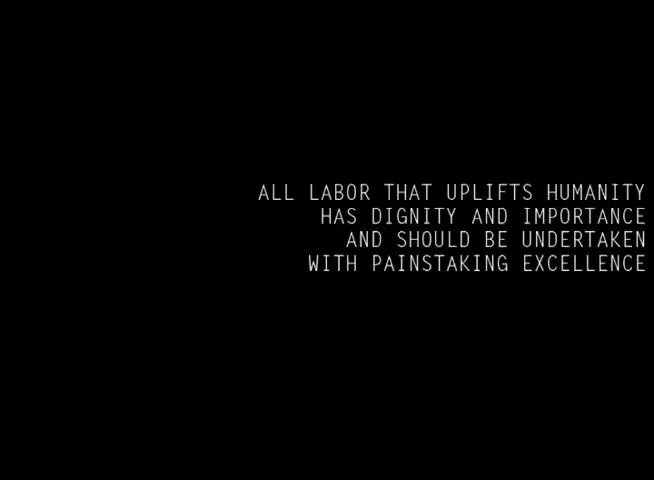 ALL LABOR THAT UPLIFTS HUMANITY
HAS DIGNITY AND IMPORTANCE
AND SHOULD BE UNDERTAKEN
WITH PAINSTAKING EXCELLENCE